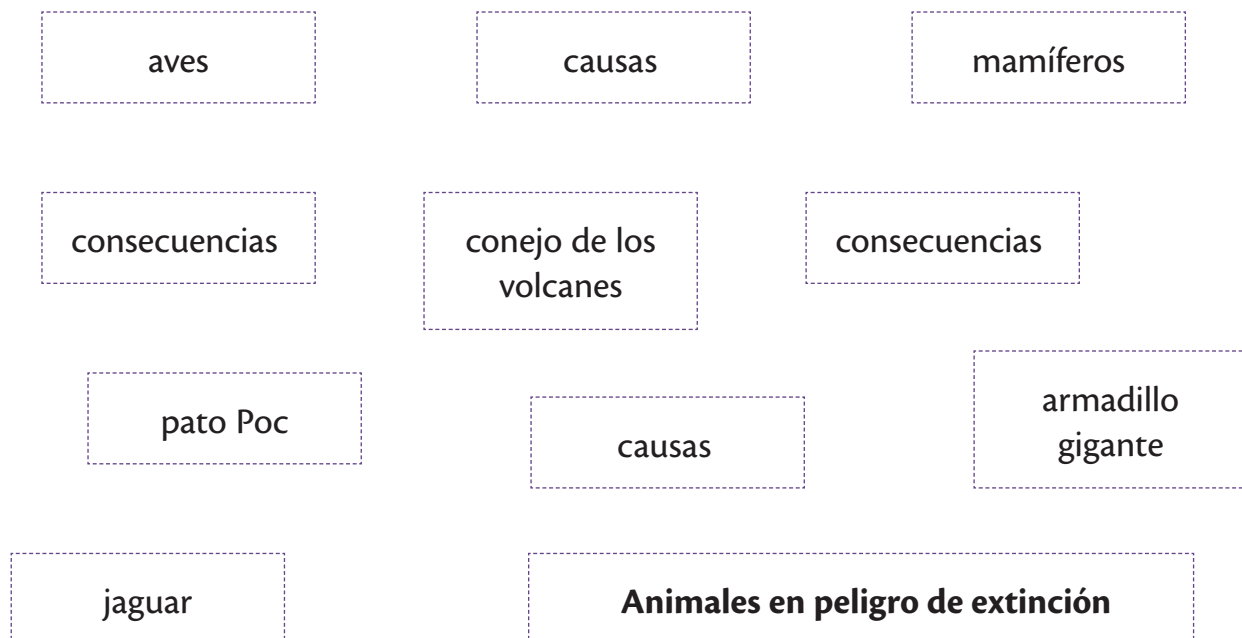 aves
causas
mamíferos
consecuencias
conejo de los
volcanes
consecuencias
pato Poc
causas
armadillo
gigante
jaguar
Animales en peligro de extinción